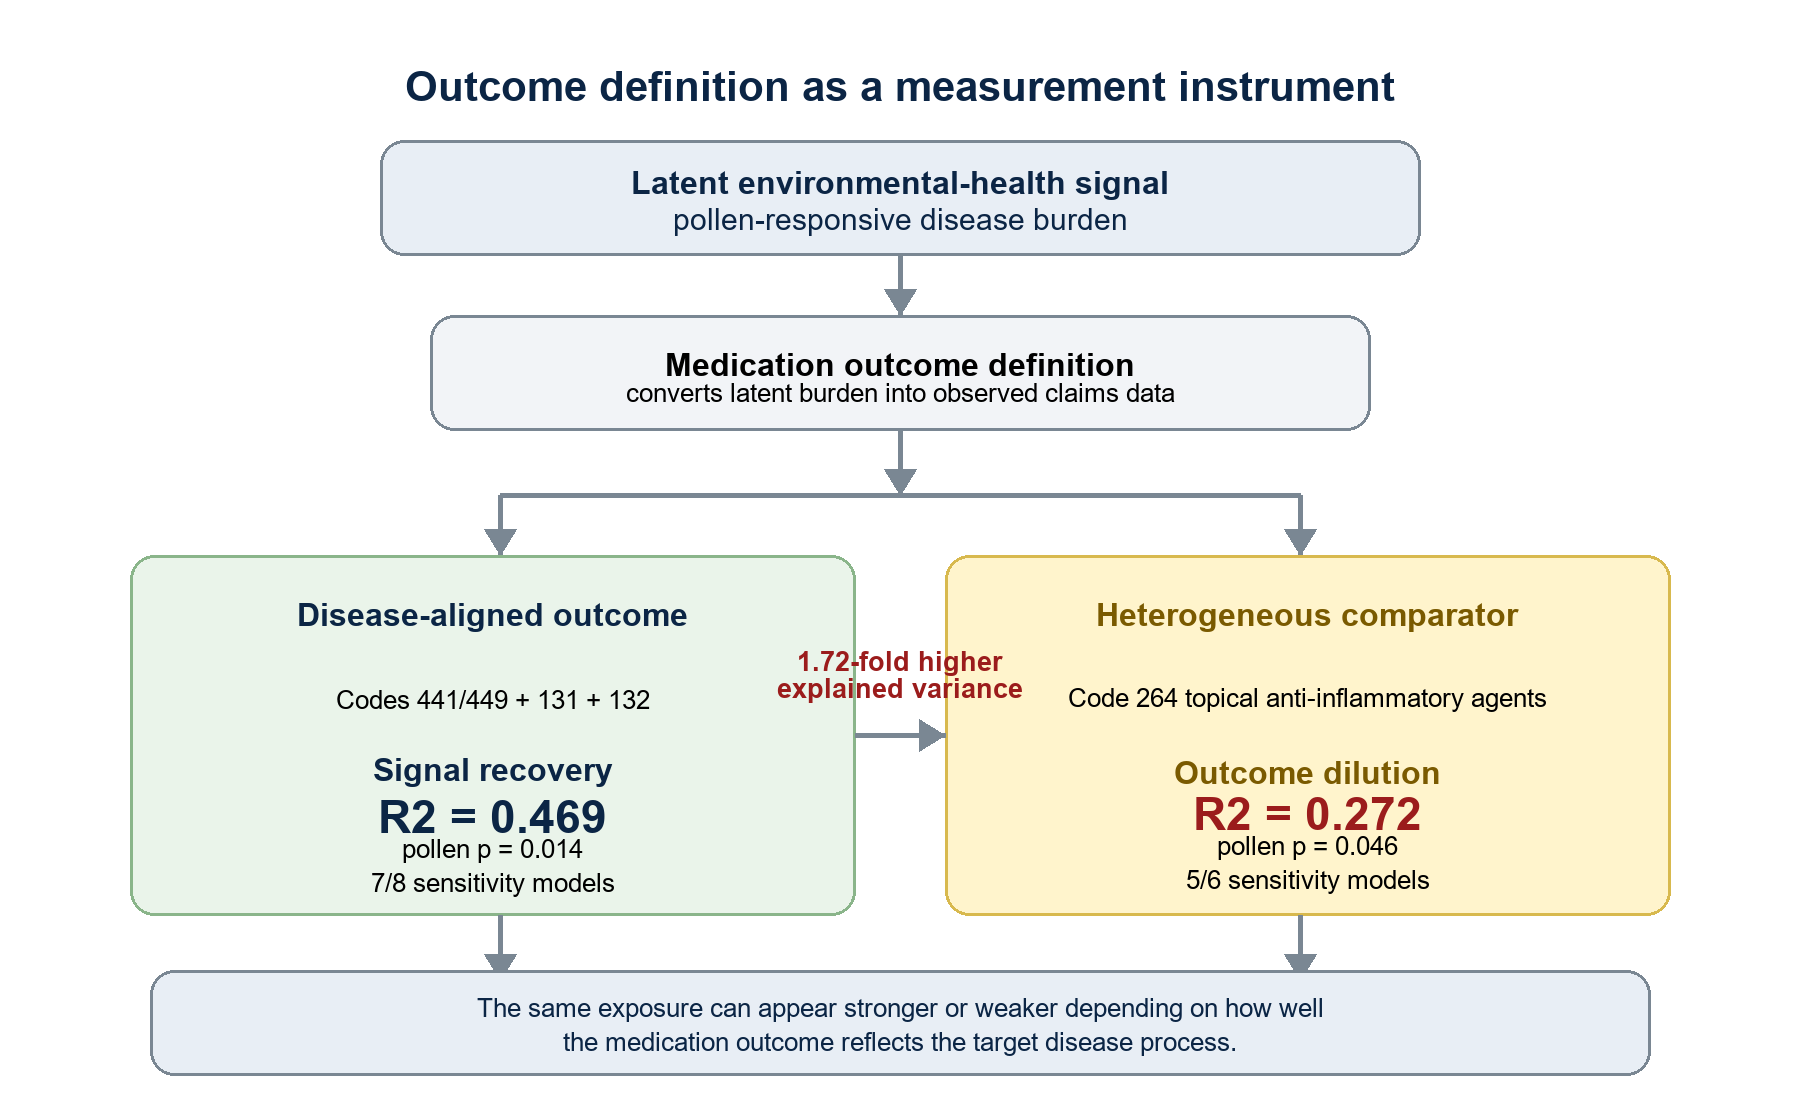 Outcome definition as a measurement instrument
Latent environmental-health signal
pollen-responsive disease burden
Medication outcome definition
converts latent burden into observed claims data
Disease-aligned outcome
Codes 441/449 + 131 + 132
Signal recovery
R2 = 0.469
pollen p = 0.014
7/8 sensitivity models
1.72-fold higher
explained variance
Heterogeneous comparator
Code 264 topical anti-inflammatory agents
Outcome dilution
R2 = 0.272
pollen p = 0.046
5/6 sensitivity models
The same exposure can appear stronger or weaker depending on how well
the medication outcome reflects the target disease process.